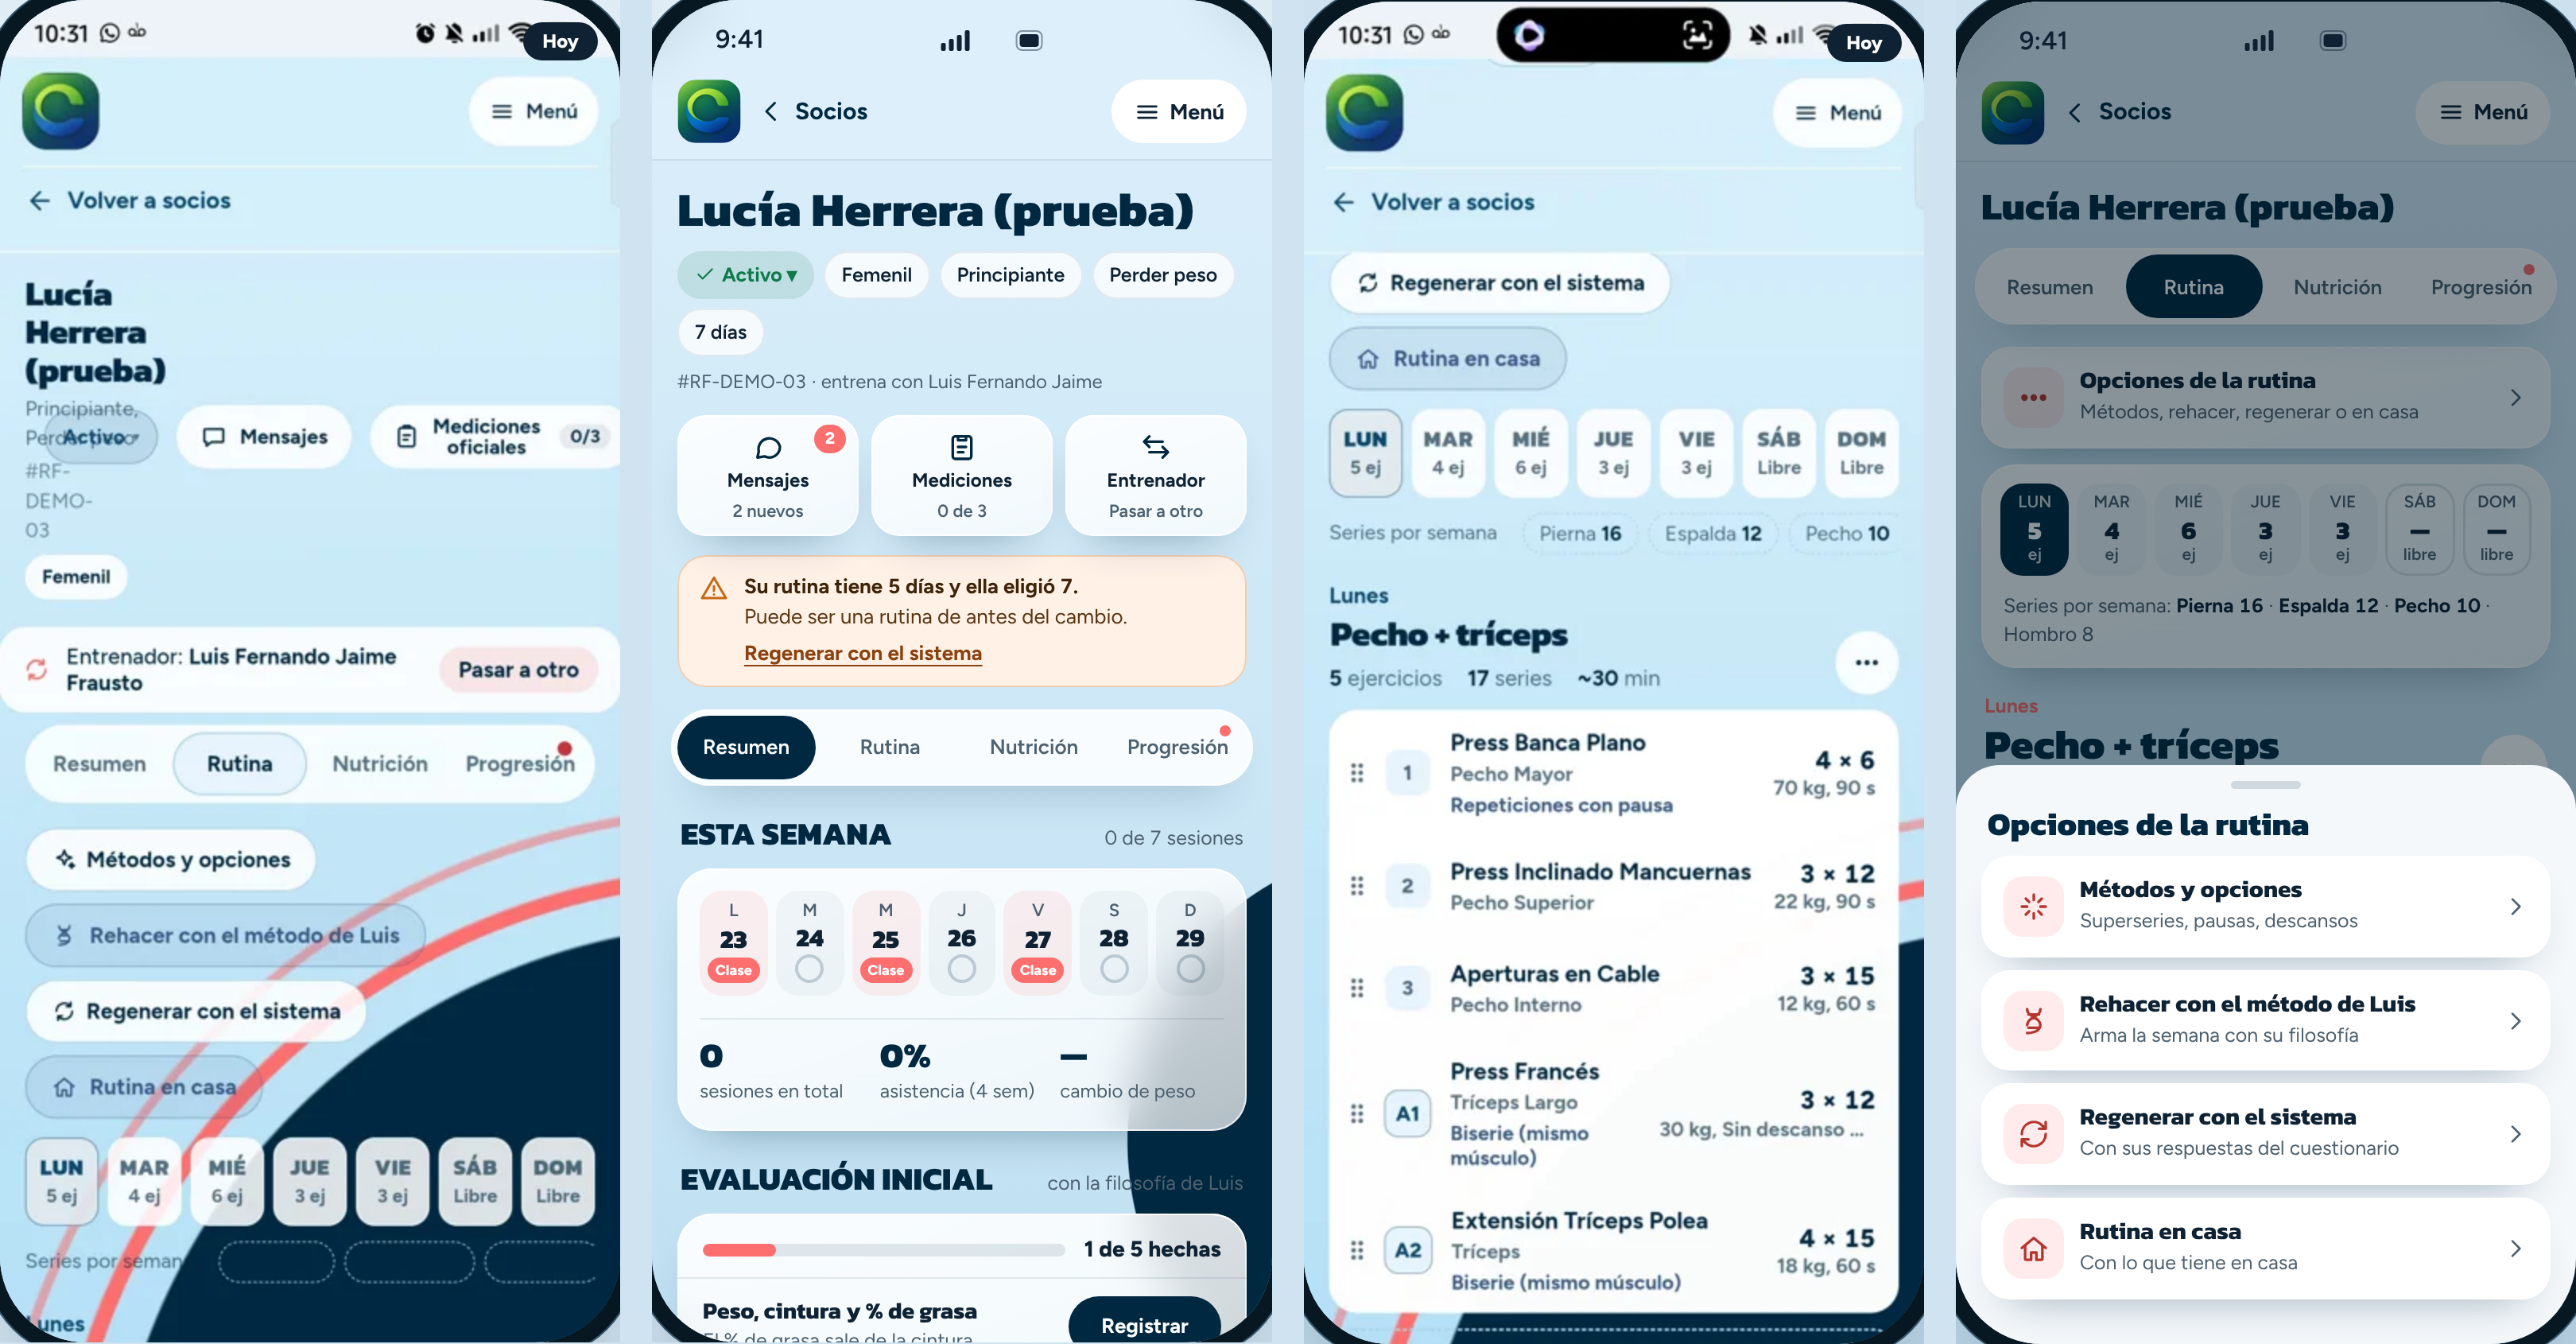 10:31
Hoy
Menú
Volver a socios
Lucía
Herrera
(prueba)
Principiante,
Perder peso
Activo
Mensajes
Mediciones
oficiales
0/3
#RF-
DEMO-
03
Femenil
Entrenador: Luis Fernando Jaime
Frausto
Pasar a otro
Resumen
Rutina
Nutrición
Progresión
Métodos y opciones
Rehacer con el método de Luis
Regenerar con el sistema
Rutina en casa
LUN MAR MIÉ JUE VIE SÁB DOM
5 ej 4 ej 6 ej 3 ej 3 ej Libre Libre
Series por seman
Lunes
9:41
Socios
Menú
Lucía Herrera (prueba)
Activo ▾
Femenil
Principiante
Perder peso
7 días
#RF-DEMO-03 · entrena con Luis Fernando Jaime
2
Mensajes
2 nuevos
Mediciones
0 de 3
Entrenador
Pasar a otro
Su rutina tiene 5 días y ella eligió 7.
Puede ser una rutina de antes del cambio.
Regenerar con el sistema
Resumen
Rutina
Nutrición
Progresión
ESTA SEMANA
0 de 7 sesiones
L M M J V S D
23 24 25 26 27 28 29
Clase Clase Clase
0 0% —
sesiones en total asistencia (4 sem) cambio de peso
EVALUACIÓN INICIAL
con la filosofía de Luis
1 de 5 hechas
Peso, cintura y % de grasa
El % de grasa sale de la cintura
Registrar
10:31
Hoy
Menú
Volver a socios
Regenerar con el sistema
Rutina en casa
LUN MAR MIÉ JUE VIE SÁB DOM
5 ej 4 ej 6 ej 3 ej 3 ej Libre Libre
Series por semana
Pierna 16
Espalda 12
Pecho 10
Lunes
Pecho + tríceps
5 ejercicios 17 series ~30 min
1
Press Banca Plano
Pecho Mayor
Repeticiones con pausa
4 × 6
70 kg, 90 s
2
Press Inclinado Mancuernas
Pecho Superior
3 × 12
22 kg, 90 s
3
Aperturas en Cable
Pecho Interno
3 × 15
12 kg, 60 s
A1
Press Francés
Tríceps Largo
Biserie (mismo
músculo)
3 × 12
30 kg, Sin descanso ...
A2
Extensión Tríceps Polea
Tríceps
Biserie (mismo músculo)
4 × 15
18 kg, 60 s
9:41
Socios
Menú
Lucía Herrera (prueba)
Resumen
Rutina
Nutrición
Progresión
Opciones de la rutina
Métodos, rehacer, regenerar o en casa
LUN MAR MIÉ JUE VIE SÁB DOM
5 4 6 3 3 — —
ej ej ej ej ej libre libre
Series por semana: Pierna 16 · Espalda 12 · Pecho 10 ·
Hombro 8
Lunes
Pecho + tríceps
Opciones de la rutina
Métodos y opciones
Superseries, pausas, descansos
Rehacer con el método de Luis
Arma la semana con su filosofía
Regenerar con el sistema
Con sus respuestas del cuestionario
Rutina en casa
Con lo que tiene en casa